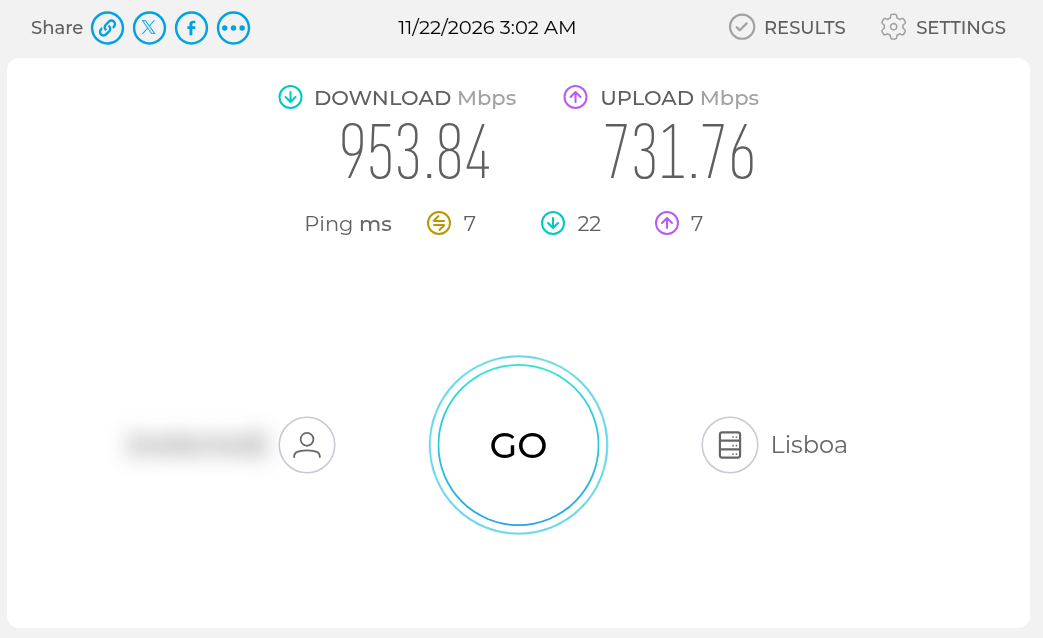 Share 11/22/2026 3:02 AM RESULTS SETTINGS
DOWNLOAD Mbps UPLOAD Mbps
953.84 731.76
Ping ms 7 22 7
GO
Lisboa